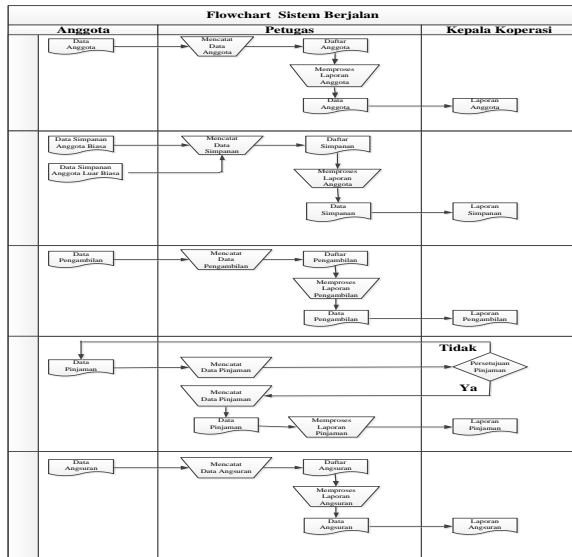 Flowchart Sistem Berjalan
Anggota
Petugas
Kepala Koperasi
Data
Anggota
Mencatat
Data
Anggota
Daftar
Anggota
Memproses
Laporan
Anggota
Data
Anggota
Laporan
Anggota
Data Simpanan
Anggota Biasa
Mencatat
Data
Simpanan
Daftar
Simpanan
Data Simpanan
Anggota Luar Biasa
Memproses
Laporan
Anggota
Data
Simpanan
Laporan
Simpanan
Data
Pengambilan
Mencatat
Data
Pengambilan
Daftar
Pengambilan
Memproses
Laporan
Pengambilan
Data
Pengambilan
Laporan
Pengambilan
Tidak
Data
Pinjaman
Mencatat
Data Pinjaman
Persetujuan
Pinjaman
Ya
Mencatat
Data Pinjaman
Data
Pinjaman
Memproses
Laporan
Pinjaman
Laporan
Pinjaman
Data
Angsuran
Mencatat
Data Angsuran
Daftar
Angsuran
Memproses
Laporan
Angsuran
Data
Angsuran
Laporan
Angsuran